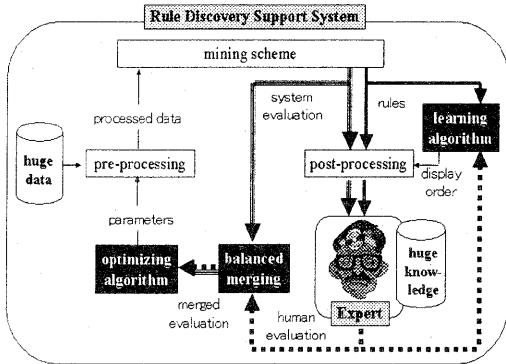 Rule Discovery Support System
mining scheme
system
evaluation
rules
learning
algorithm
processed data
huge
data
pre-processing
post-processing
display
order
parameters
optimizing
algorithm
balanced
merging
huge
know-
ledge
merged
evaluation
human
evaluation
Expert